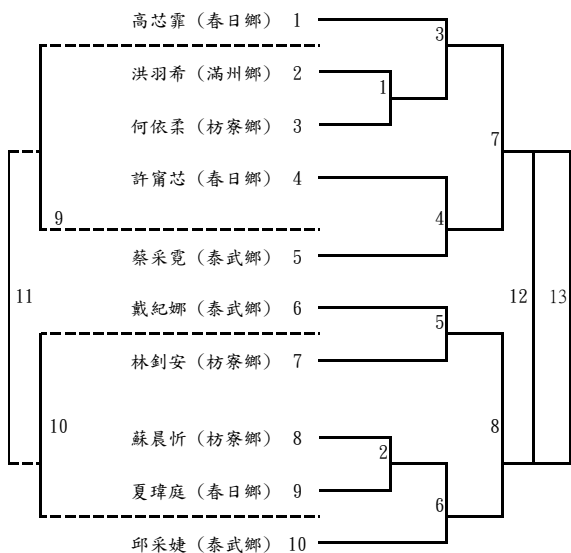 高芯霏（春日鄉） 1
3
洪羽希（滿州鄉） 2
1
何依柔（枋寮鄉） 3
7
許甯芯（春日鄉） 4
9
4
蔡采霓（泰武鄉） 5
11
12
13
戴紀娜（泰武鄉） 6
5
林釗安（枋寮鄉） 7
10
8
蘇晨忻（枋寮鄉） 8
2
夏瑋庭（春日鄉） 9
6
邱采婕（泰武鄉） 10